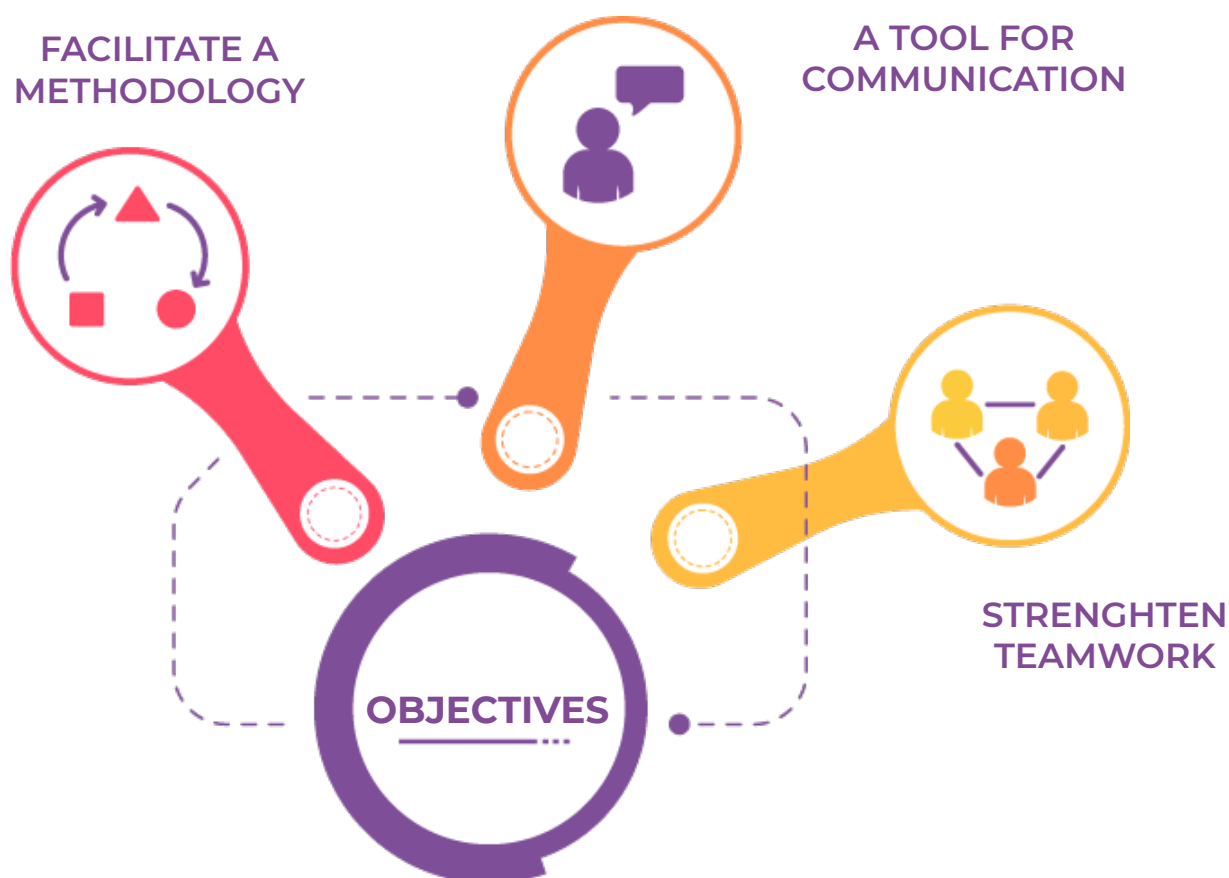 FACILITATE A
METHODOLOGY
A TOOL FOR
COMMUNICATION
STRENGHTEN
TEAMWORK
OBJECTIVES